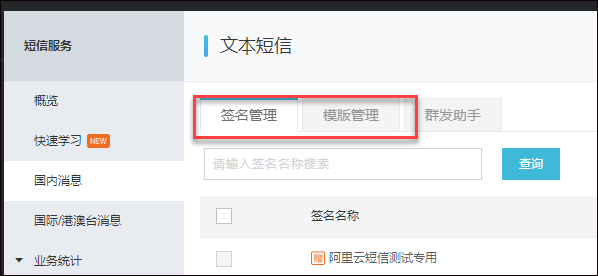 短信服务
文本短信
概览
快速学习 NEW
国内消息
国际/港澳台消息
业务统计
签名管理 模版管理 群发助手
请输入签名名称搜索 查询
签名名称
赠 阿里云短信测试专用